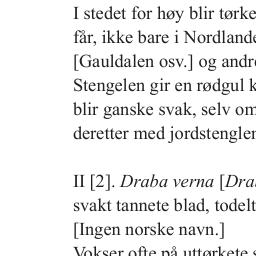 I stedet for høy blir tørke
får, ikke bare i Nordlande
[Gauldalen osv.] og andr
Stengelen gir en rødgul k
blir ganske svak, selv om
deretter med jordstengler
II [2]. Draba verna [Dra
svakt tannete blad, todelt
[Ingen norske navn.]
Vokser ofte på uttørkete s